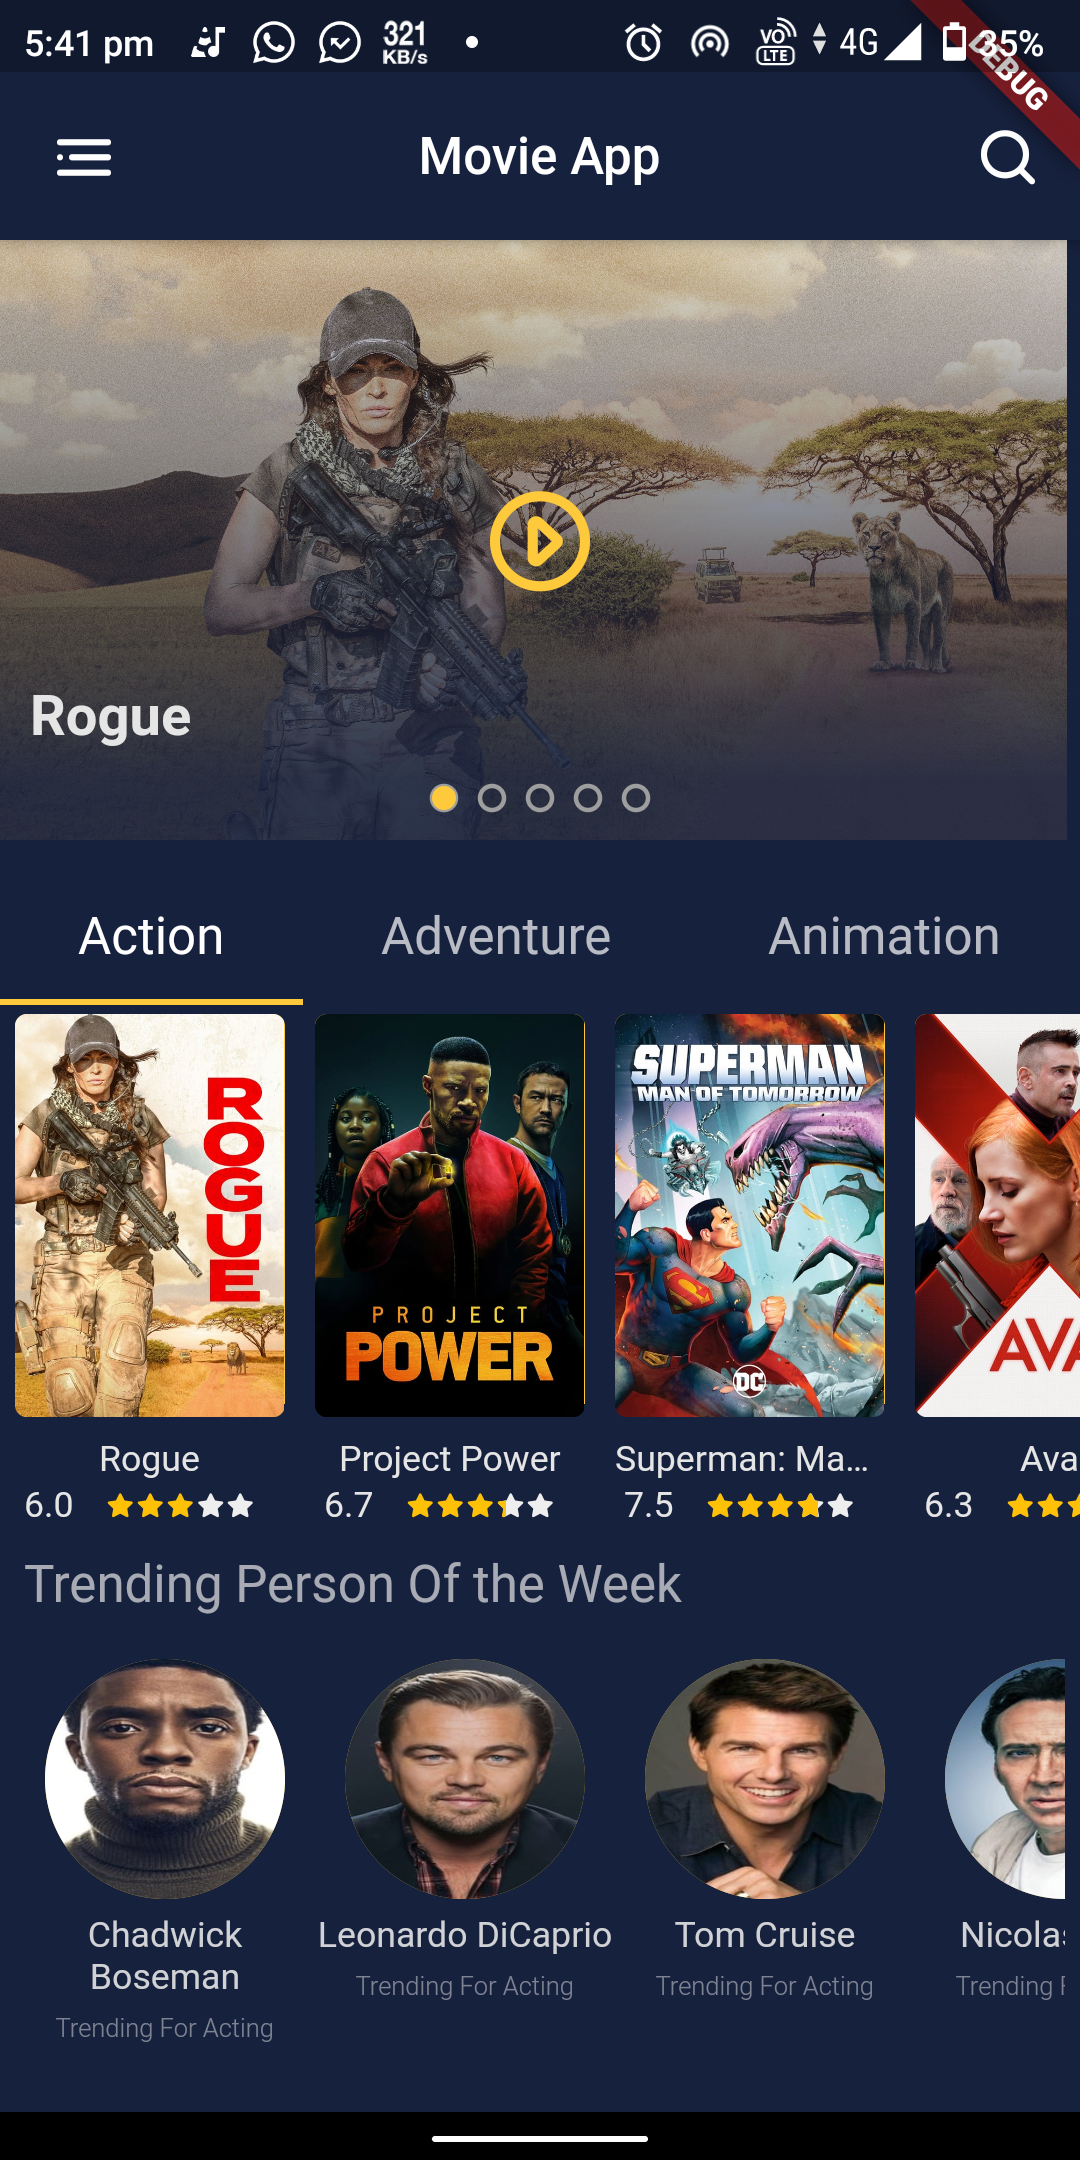 5:41 pm 321 KB/s VO LTE 4G 35%
DEBUG
Movie App
Rogue
Action Adventure Animation
ROGUE
PROJECT
POWER
SUPERMAN
MAN OF TOMORROW
DC
AVA
Rogue Project Power Superman: Ma... Ava
6.0 6.7 7.5 6.3
Trending Person Of the Week
Chadwick Boseman
Trending For Acting
Leonardo DiCaprio
Trending For Acting
Tom Cruise
Trending For Acting
Nicolas
Trending F